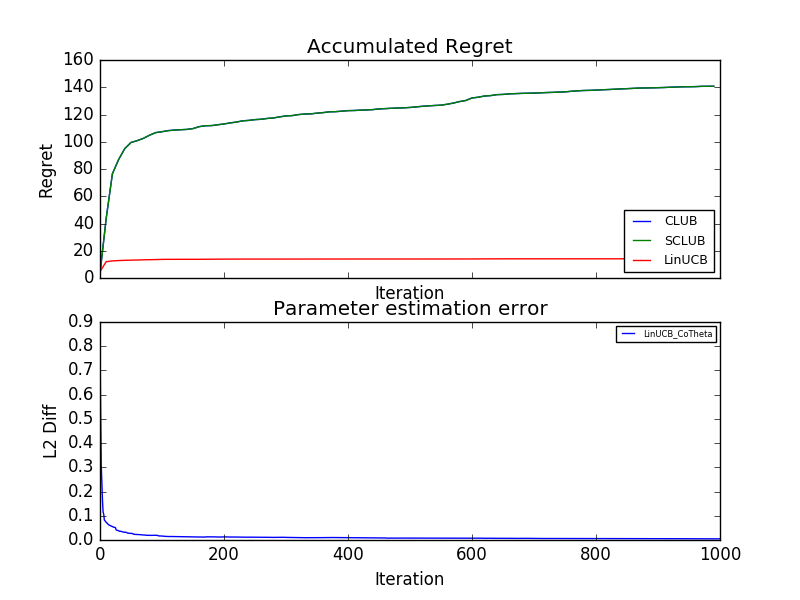 Accumulated Regret
160
140
120
100
80
60
40
20
0
Regret
CLUB
SCLUB
LinUCB
Iteration
Parameter estimation error
0.9
0.8
0.7
0.6
0.5
0.4
0.3
0.2
0.1
0.0
L2 Diff
LinUCB_CoTheta
0 200 400 600 800 1000
Iteration